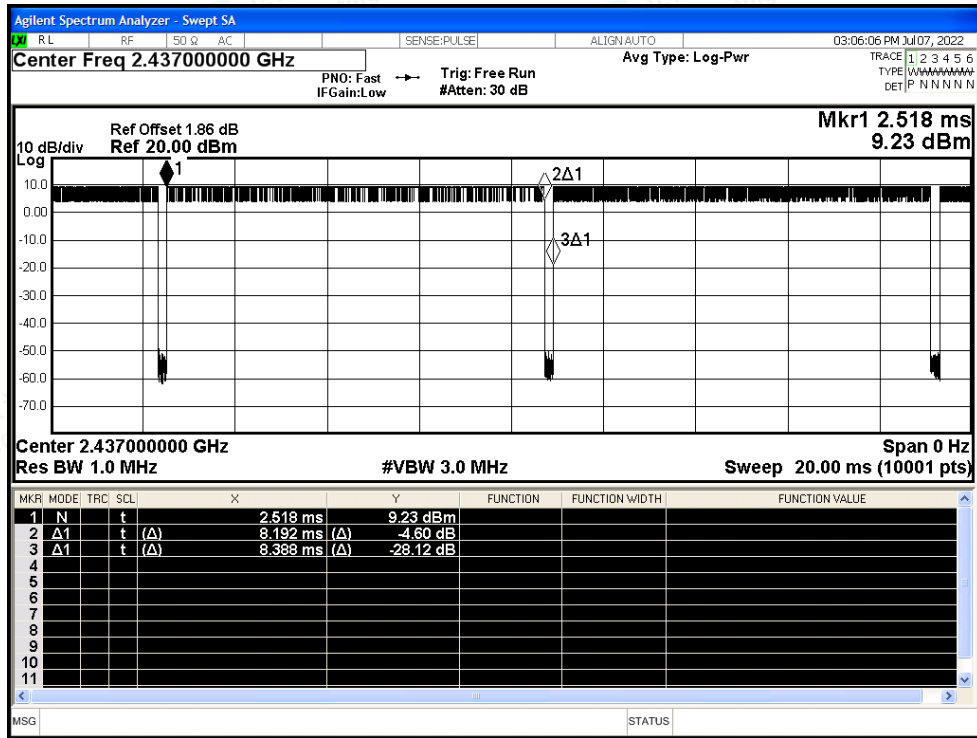 Agilent Spectrum Analyzer - Swept SA
LXI RL RF 50 Ω AC SENSE:PULSE ALIGN AUTO 03:06:06 PM Jul 07, 2022
Center Freq 2.437000000 GHz
PNO: Fast
IFGain:Low
Trig: Free Run
#Atten: 30 dB
Avg Type: Log-Pwr
TRACE 1 2 3 4 5 6
TYPE W
DET P N N N N N
Mkr1 2.518 ms
9.23 dBm
Ref Offset 1.86 dB
10 dB/div Ref 20.00 dBm
Log
1
2Δ1
3Δ1
10.0
0.00
-10.0
-20.0
-30.0
-40.0
-50.0
-60.0
-70.0
Center 2.437000000 GHz Span 0 Hz
Res BW 1.0 MHz #VBW 3.0 MHz Sweep 20.00 ms (10001 pts)
MKR MODE TRC SCL X Y FUNCTION FUNCTION WIDTH FUNCTION VALUE
1 N t 2.518 ms 9.23 dBm
2 Δ1 t (Δ) 8.192 ms (Δ) -4.60 dB
3 Δ1 t (Δ) 8.388 ms (Δ) -28.12 dB
4
5
6
7
8
9
10
11
MSG STATUS